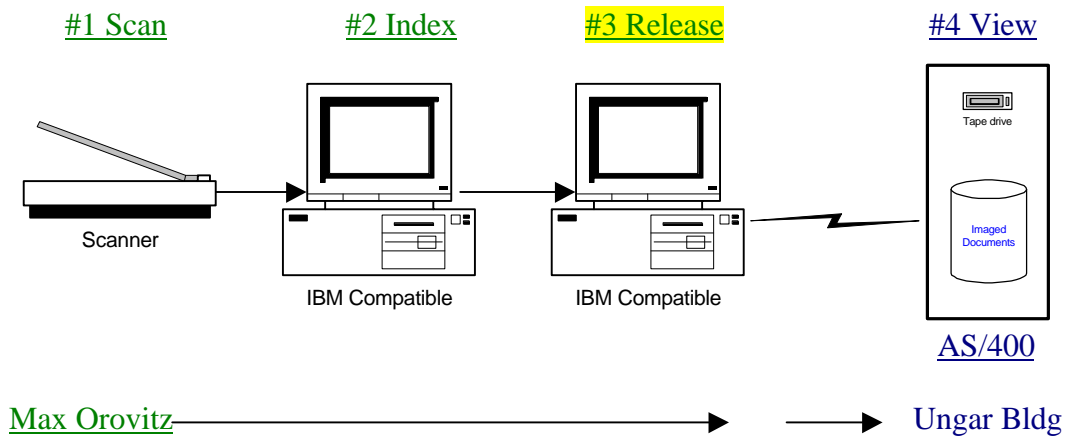 #1 Scan #2 Index #3 Release #4 View
Tape drive
Imaged
Documents
Scanner
IBM Compatible IBM Compatible
AS/400
Max Orovitz Ungar Bldg